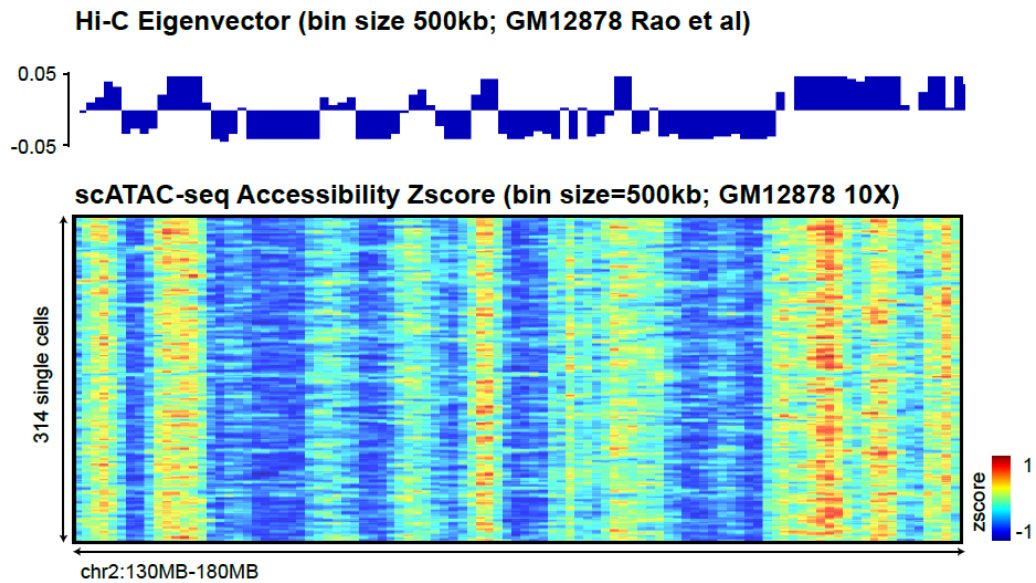 Hi-C Eigenvector (bin size 500kb; GM12878 Rao et al)
0.05
-0.05
scATAC-seq Accessibility Zscore (bin size=500kb; GM12878 10X)
314 single cells
zscore
1
-1
chr2:130MB-180MB